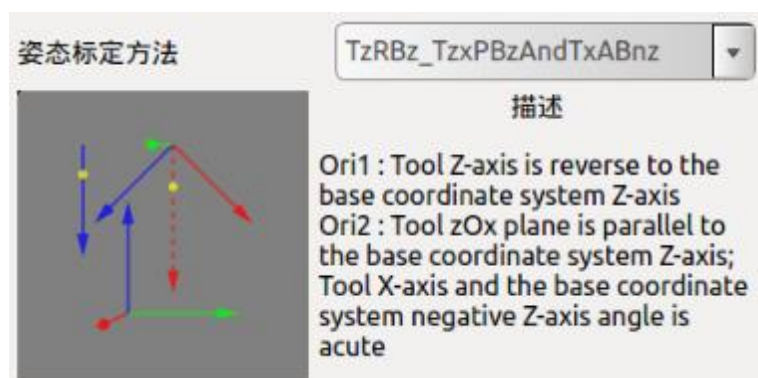 姿态标定方法
TzRBz_TzxPBzAndTxABnz
描述
Ori1 : Tool Z-axis is reverse to the
base coordinate system Z-axis
Ori2 : Tool zOx plane is parallel to
the base coordinate system Z-axis;
Tool X-axis and the base coordinate
system negative Z-axis angle is
acute